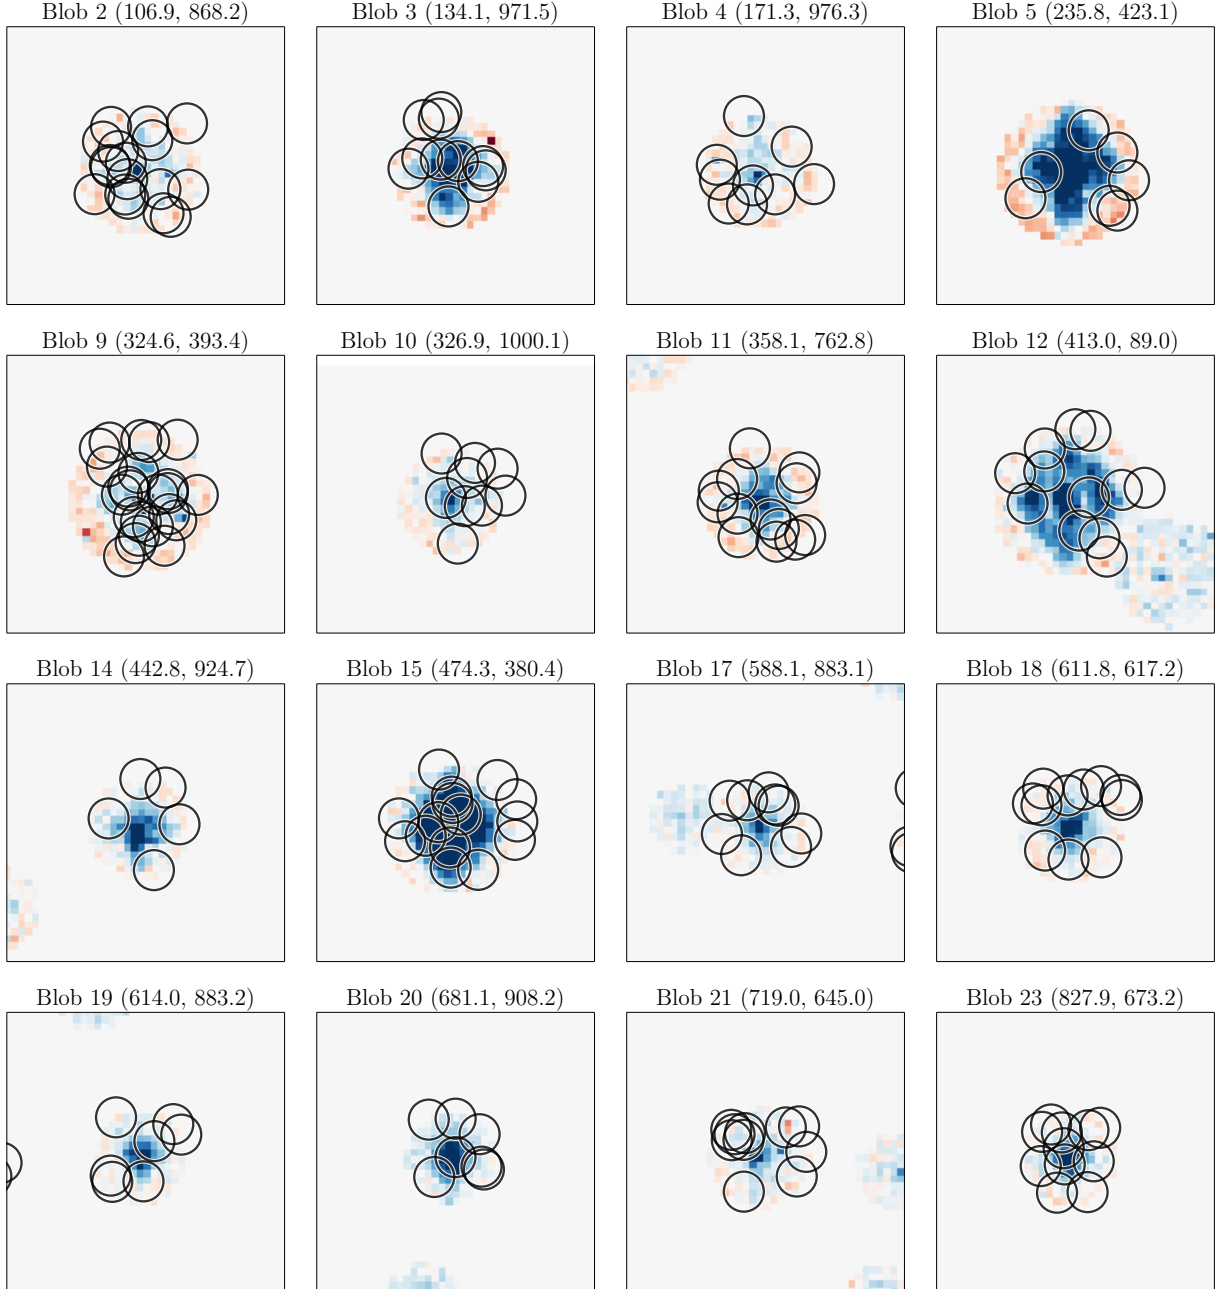 Blob 2 (106.9, 868.2)
Blob 3 (134.1, 971.5)
Blob 4 (171.3, 976.3)
Blob 5 (235.8, 423.1)
Blob 9 (324.6, 393.4)
Blob 10 (326.9, 1000.1)
Blob 11 (358.1, 762.8)
Blob 12 (413.0, 89.0)
Blob 14 (442.8, 924.7)
Blob 15 (474.3, 380.4)
Blob 17 (588.1, 883.1)
Blob 18 (611.8, 617.2)
Blob 19 (614.0, 883.2)
Blob 20 (681.1, 908.2)
Blob 21 (719.0, 645.0)
Blob 23 (827.9, 673.2)